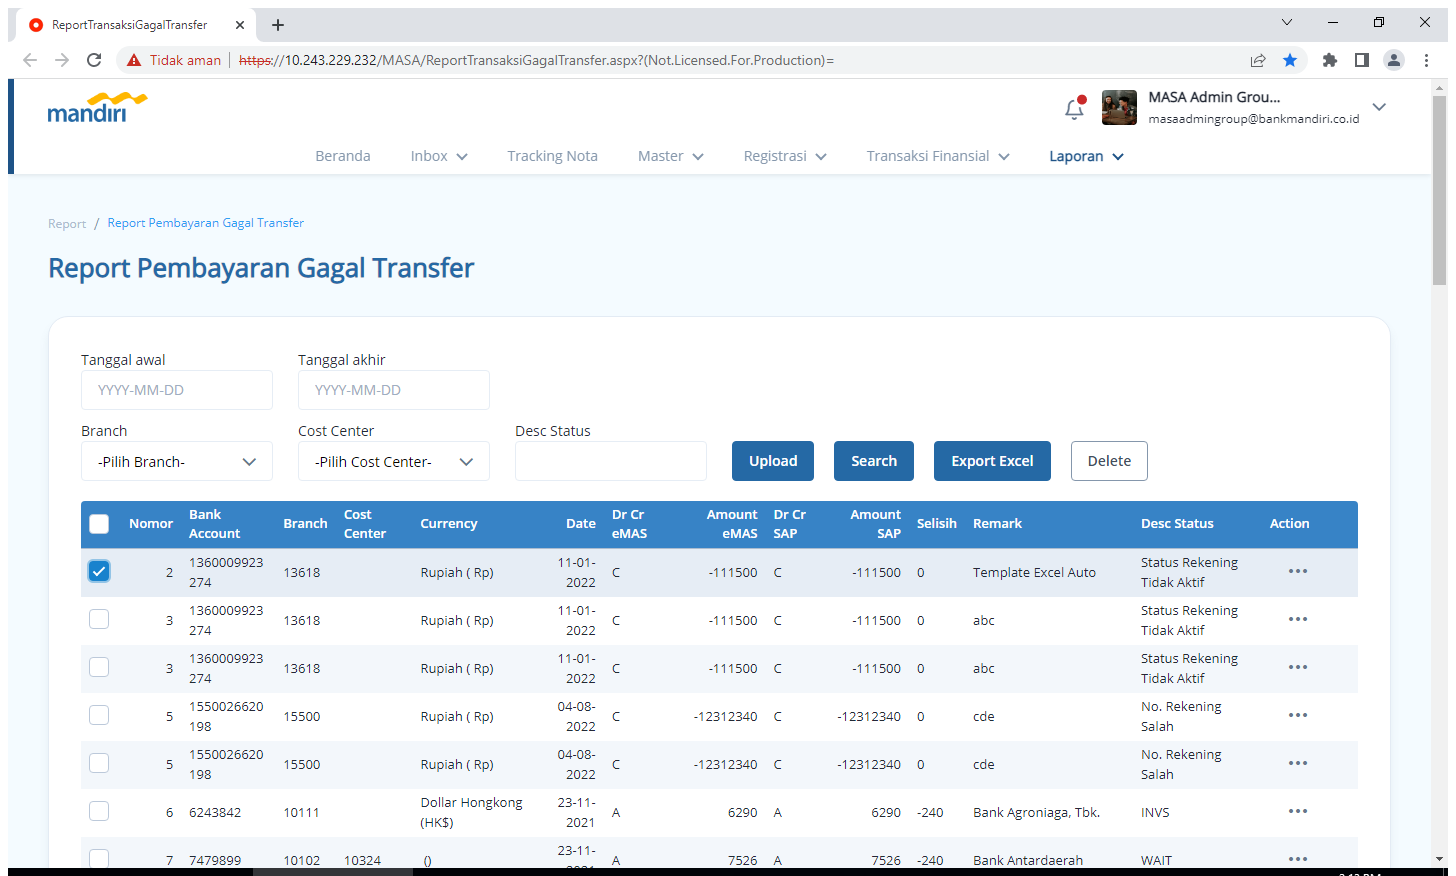 ReportTransaksiGagalTransfer
Tidak aman https://10.243.229.232/MASA/ReportTransaksiGagalTransfer.aspx?(Not.Licensed.For.Production)=
mandiri
MASA Admin Grou...
masaadmingroup@bankmandiri.co.id
Beranda Inbox Tracking Nota Master Registrasi Transaksi Finansial Laporan
Report / Report Pembayaran Gagal Transfer
Report Pembayaran Gagal Transfer
Tanggal awal Tanggal akhir
YYYY-MM-DD YYYY-MM-DD
Branch Cost Center Desc Status
-Pilih Branch- -Pilih Cost Center- Upload Search Export Excel Delete
Nomor Bank Account Branch Cost Center Currency Date Dr Cr eMAS Amount eMAS Dr Cr SAP Amount SAP Selisih Remark Desc Status Action
2 1360009923274 13618 Rupiah ( Rp) 11-01-2022 C -111500 C -111500 0 Template Excel Auto Status Rekening Tidak Aktif
3 1360009923274 13618 Rupiah ( Rp) 11-01-2022 C -111500 C -111500 0 abc Status Rekening Tidak Aktif
3 1360009923274 13618 Rupiah ( Rp) 11-01-2022 C -111500 C -111500 0 abc Status Rekening Tidak Aktif
5 1550026620198 15500 Rupiah ( Rp) 04-08-2022 C -12312340 C -12312340 0 cde No. Rekening Salah
5 1550026620198 15500 Rupiah ( Rp) 04-08-2022 C -12312340 C -12312340 0 cde No. Rekening Salah
6 6243842 10111 Dollar Hongkong (HK$) 23-11-2021 A 6290 A 6290 -240 Bank Agroniaga, Tbk. INVS
7 7479899 10102 10324 () 23-11- A 7526 A 7526 -240 Bank Antardaerah WAIT